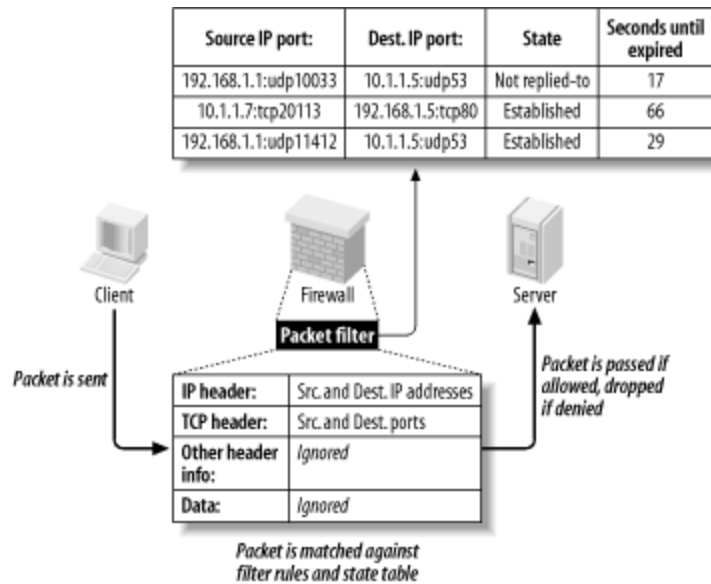 Source IP port: Dest. IP port: State Seconds until expired
192.168.1.1:udp10033 10.1.1.5:udp53 Not replied-to 17
10.1.1.7:tcp20113 192.168.1.5:tcp80 Established 66
192.168.1.1:udp11412 10.1.1.5:udp53 Established 29
Client
Firewall
Server
Packet filter
Packet is sent
IP header: Src. and Dest. IP addresses
TCP header: Src. and Dest. ports
Other header info: Ignored
Data: Ignored
Packet is passed if
allowed, dropped
if denied
Packet is matched against
filter rules and state table